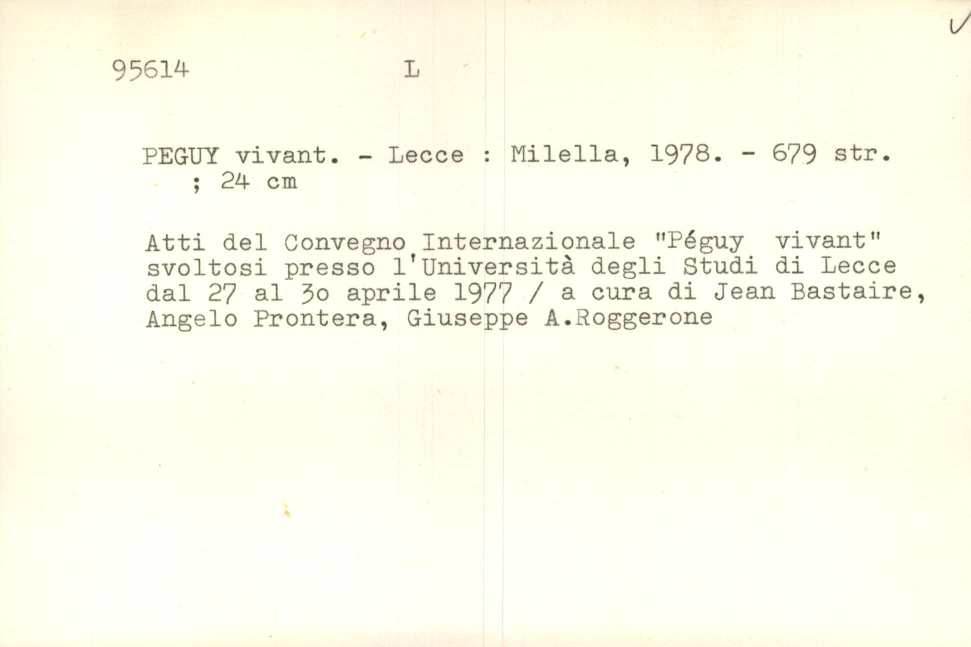 95614 L
PEGUY vivant. - Lecce : Milella, 1978. - 679 str.
; 24 cm
Atti del Convegno Internazionale "Péguy vivant"
svoltosi presso l'Università degli Studi di Lecce
dal 27 al 3o aprile 1977 / a cura di Jean Bastaire,
Angelo Prontera, Giuseppe A.Roggerone